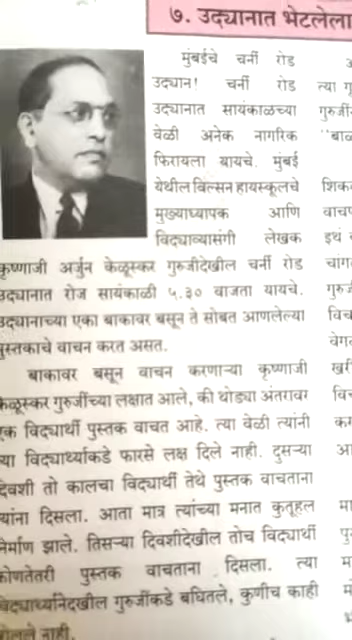 ७. उद्यानात भेटलेला
मुंबईचे चर्नी रोड
उद्यान! चर्नी रोड
उद्यानात सायंकाळच्या
वेळी अनेक नागरिक
फिरायला यायचे. मुंबई
येथील विल्सन हायस्कूलचे
मुख्याध्यापक आणि
विद्याव्यासंगी लेखक
कृष्णाजी अर्जुन केळूस्कर गुरुजीदेखील चर्नी रोड
उद्यानात रोज सायंकाळी ५.३० वाजता यायचे.
उद्यानाच्या एका बाकावर बसून ते सोबत आणलेल्या
पुस्तकाचे वाचन करत असत.
बाकावर बसून वाचन करणाऱ्या कृष्णाजी
केळूस्कर गुरुजींच्या लक्षात आले, की थोड्या अंतरावर
एक विद्यार्थी पुस्तक वाचत आहे. त्या वेळी त्यांनी
त्या विद्यार्थ्याकडे फारसे लक्ष दिले नाही. दुसऱ्या
दिवशी तो कालचा विद्यार्थी तेथे पुस्तक वाचताना
त्यांना दिसला. आता मात्र त्यांच्या मनात कुतूहल
निर्माण झाले. तिसऱ्या दिवशीदेखील तोच विद्यार्थी
कोणतेतरी पुस्तक वाचताना दिसला. त्या
विद्यार्थ्यानेदेखील गुरुजींकडे बघितले, कुणीच काही
बोलले नाही.
त्या